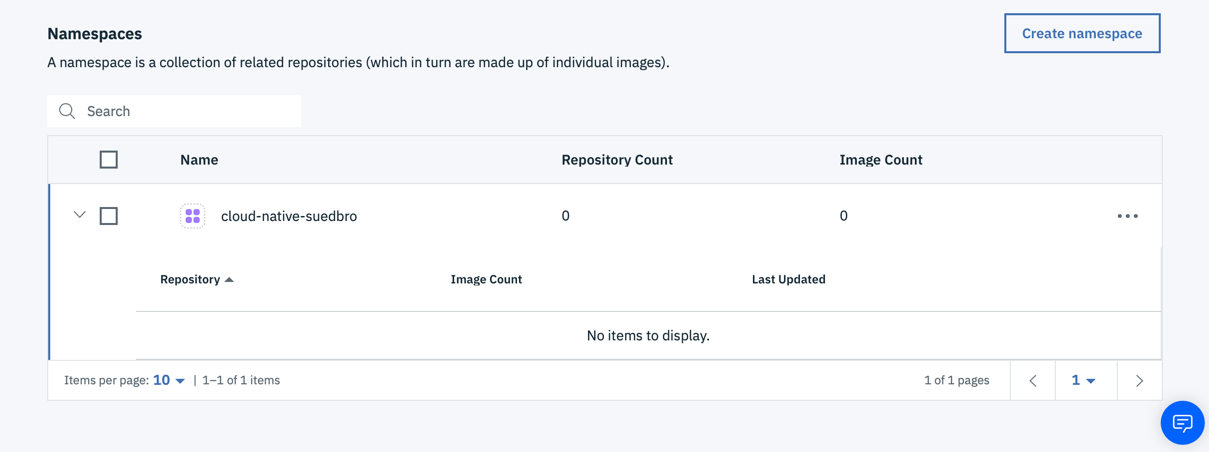 Namespaces
Create namespace
A namespace is a collection of related repositories (which in turn are made up of individual images).
Search
Name Repository Count Image Count
cloud-native-suedbro 0 0
Repository Image Count Last Updated
No items to display.
Items per page: 10 | 1–1 of 1 items 1 of 1 pages 1